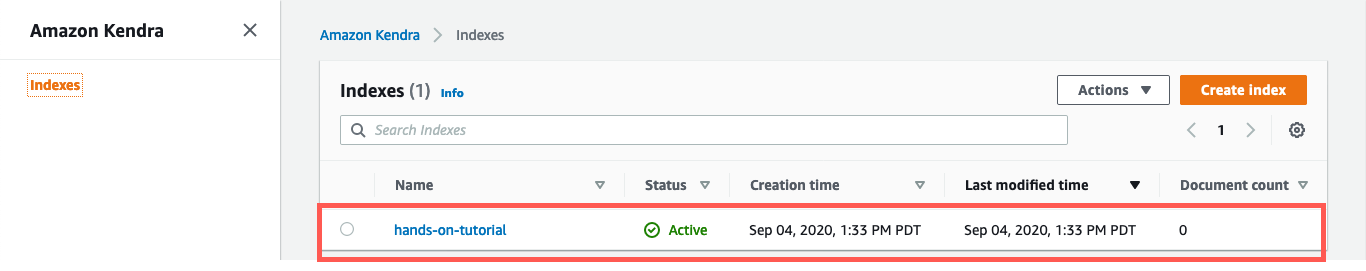 Amazon Kendra
Indexes
Amazon Kendra > Indexes
Indexes (1) Info
Actions
Create index
Search Indexes
1
Name Status Creation time Last modified time Document count
hands-on-tutorial Active Sep 04, 2020, 1:33 PM PDT Sep 04, 2020, 1:33 PM PDT 0